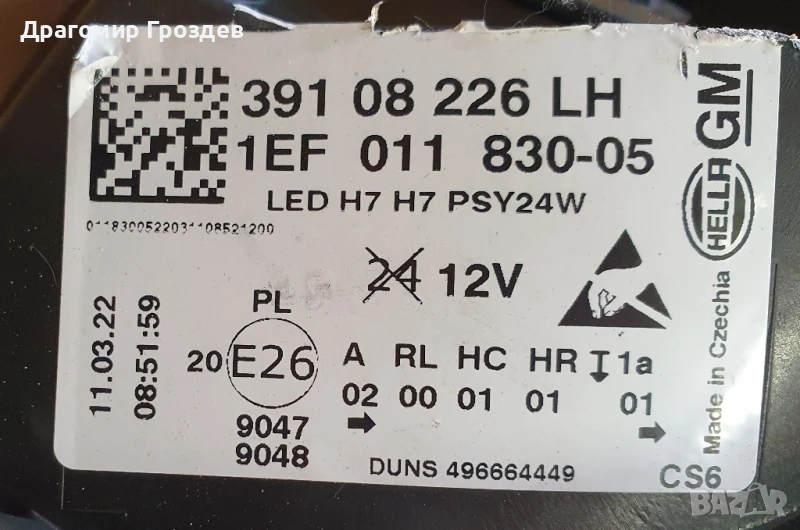 Драгомир Гроздев
391 08 226 LH
1EF 011 830-05
LED H7 H7 PSY24W
0118300522031108521200
GM
HELLA
Made in Czechia
24 12V
11.03.22
08:51:59
PL
20 E26
9047
9048
A RL HC HR 1a
02 00 01 01 01
DUNS 496664449
CS6
BAZAR